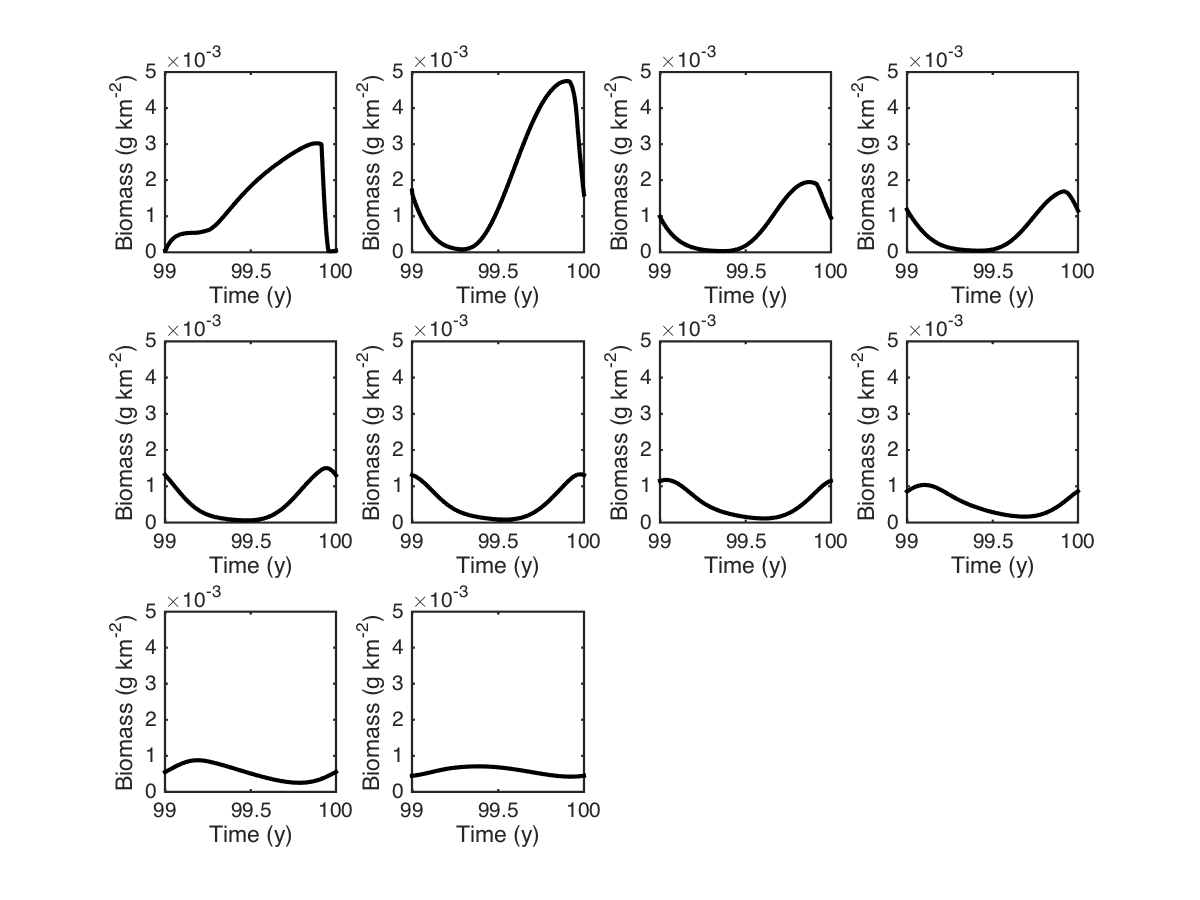 ×10-3 ×10-3 ×10-3 ×10-3
5 5 5 5
4 4 4 4
3 3 3 3
2 2 2 2
1 1 1 1
0 0 0 0
Biomass (g km-2) Biomass (g km-2) Biomass (g km-2) Biomass (g km-2)
99 99.5 100 99 99.5 100 99 99.5 100 99 99.5 100
Time (y) Time (y) Time (y) Time (y)
×10-3 ×10-3 ×10-3 ×10-3
5 5 5 5
4 4 4 4
3 3 3 3
2 2 2 2
1 1 1 1
0 0 0 0
Biomass (g km-2) Biomass (g km-2) Biomass (g km-2) Biomass (g km-2)
99 99.5 100 99 99.5 100 99 99.5 100 99 99.5 100
Time (y) Time (y) Time (y) Time (y)
×10-3 ×10-3
5 5
4 4
3 3
2 2
1 1
0 0
Biomass (g km-2) Biomass (g km-2)
99 99.5 100 99 99.5 100
Time (y) Time (y)